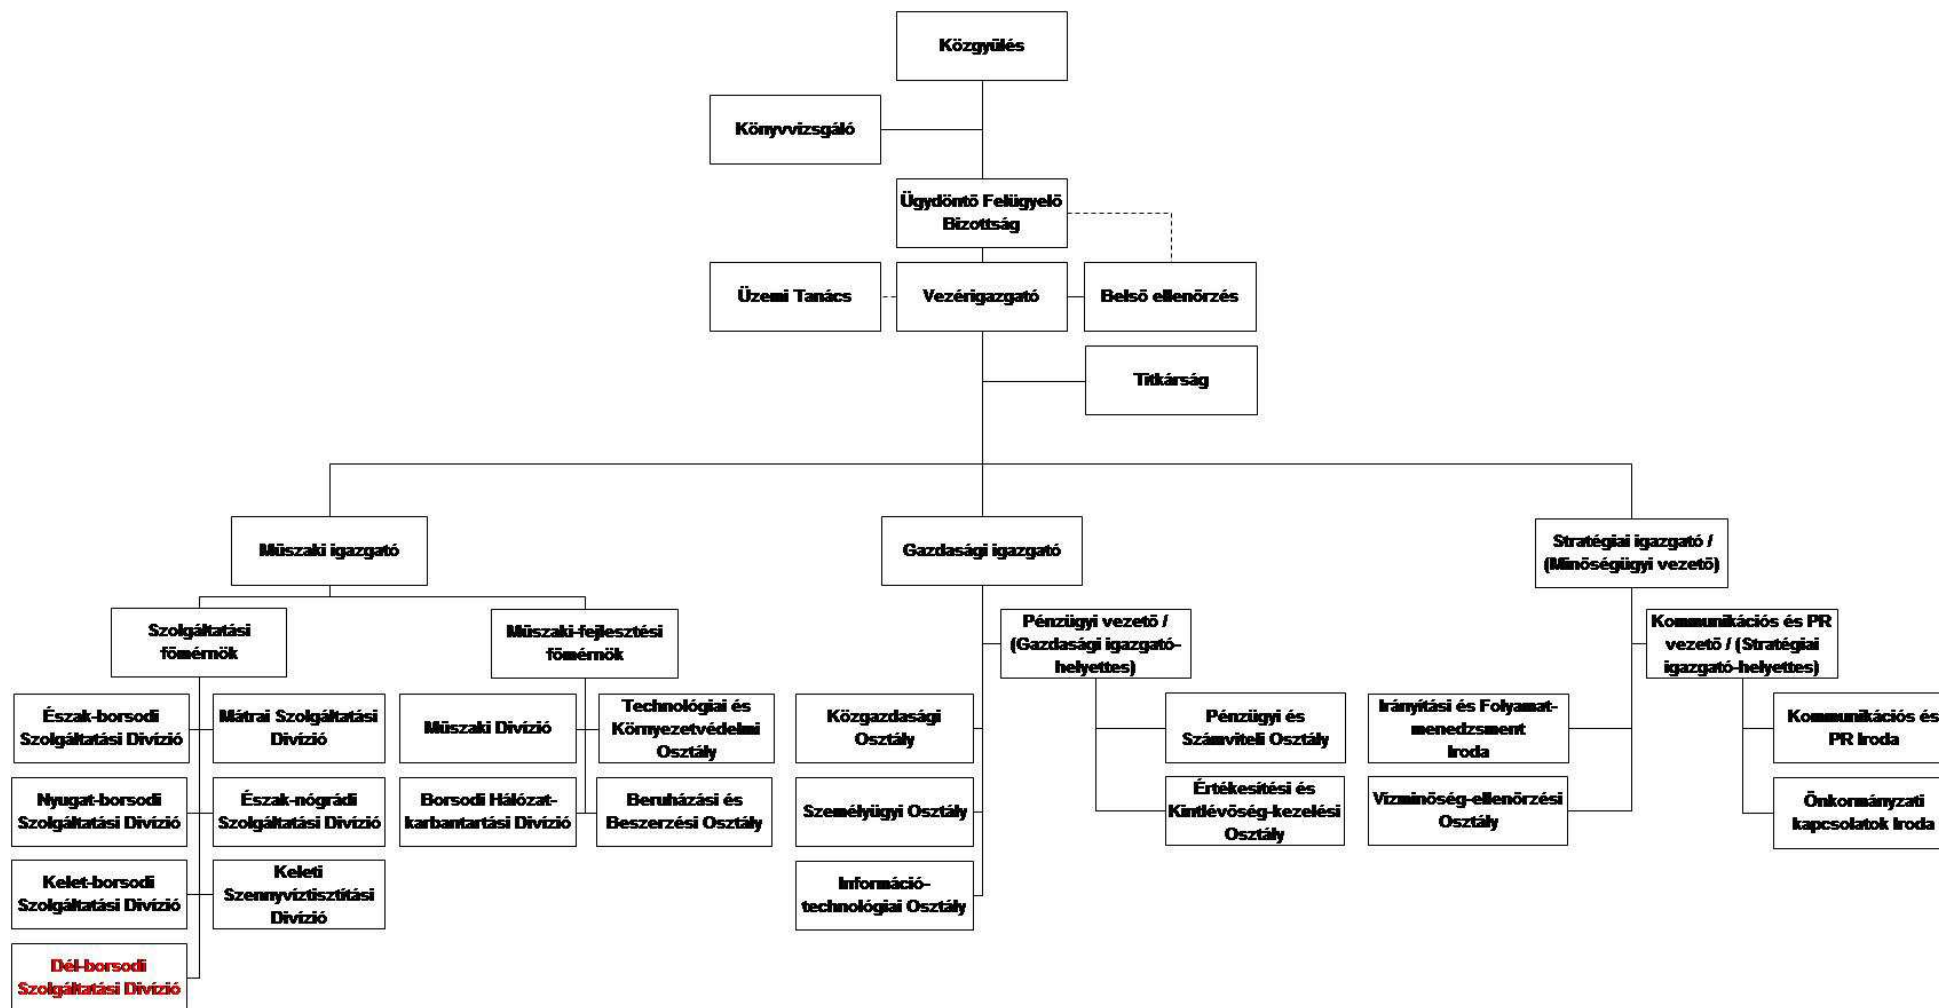 Közgyűlés
Könyvvizsgáló
Ügydöntő Felügyelő
Bizottság
Üzemi Tanács
Vezérigazgató
Belső ellenőrzés
Titkárság
Műszaki igazgató
Gazdasági igazgató
Stratégiai igazgató /
(Minőségügyi vezető)
Szolgáltatási
főmérnök
Műszaki-fejlesztési
főmérnök
Pénzügyi vezető /
(Gazdasági igazgató-
helyettes)
Kommunikációs és PR
vezető / (Stratégiai
igazgató-helyettes)
Észak-borsodi
Szolgáltatási Divízió
Mátrai Szolgáltatási
Divízió
Műszaki Divízió
Technológiai és
Környezetvédelmi
Osztály
Közgazdasági
Osztály
Pénzügyi és
Számviteli Osztály
Irányítási és Folyamat-
menedzsment
Iroda
Kommunikációs és
PR Iroda
Nyugat-borsodi
Szolgáltatási Divízió
Észak-nógrádi
Szolgáltatási Divízió
Borsodi Hálózat-
karbantartási Divízió
Beruházási és
Beszerzési Osztály
Személyügyi Osztály
Értékesítési és
Kintlévőség-kezelési
Osztály
Vízminőség-ellenőrzési
Osztály
Önkormányzati
kapcsolatok Iroda
Kelet-borsodi
Szolgáltatási Divízió
Keleti
Szennyvíztisztítási
Divízió
Információ-
technológiai Osztály
Dél-borsodi
Szolgáltatási Divízió